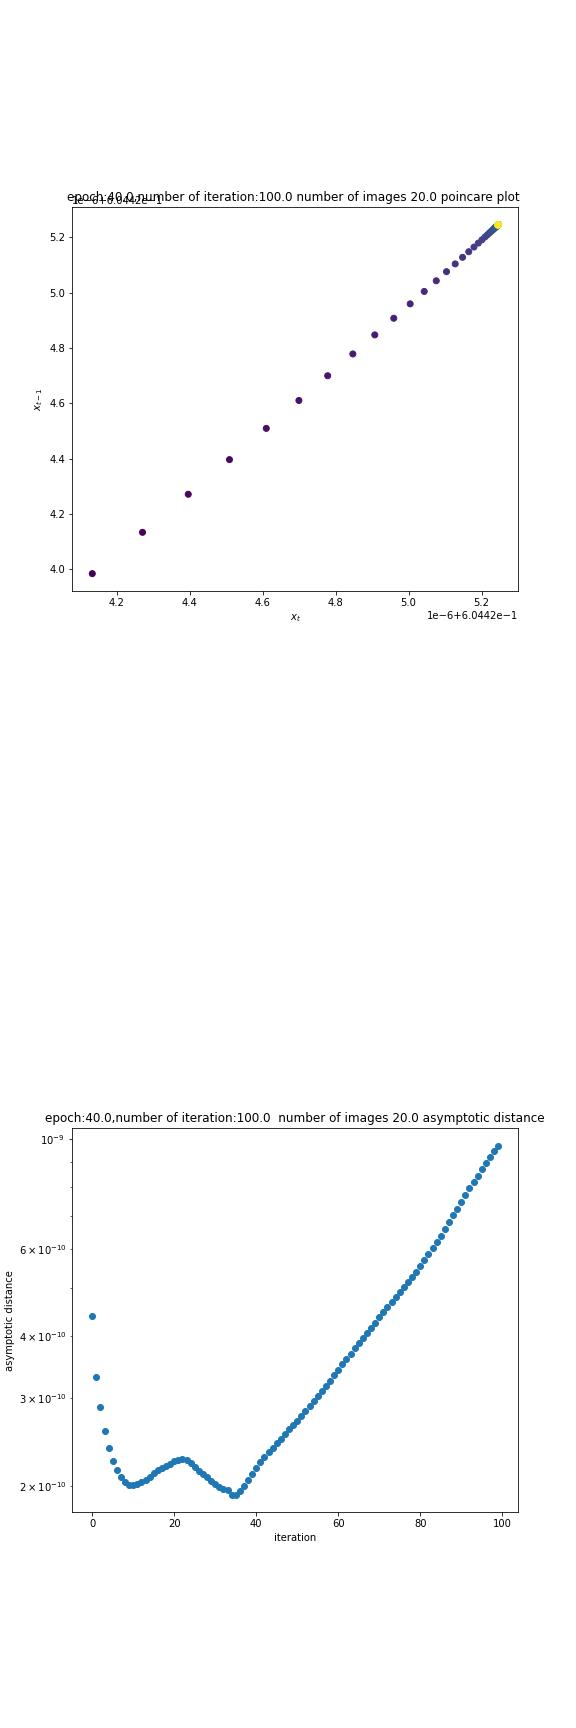 epoch:40.0,number of iteration:100.0 number of images 20.0 poincare plot
1e−6+6.0442e−1
5.2
5.0
4.8
4.6
4.4
4.2
4.0
x_{t−1}
4.2 4.4 4.6 4.8 5.0 5.2
x_t
1e−6+6.0442e−1
epoch:40.0,number of iteration:100.0  number of images 20.0 asymptotic distance
10^{−9}
6 × 10^{−10}
4 × 10^{−10}
3 × 10^{−10}
2 × 10^{−10}
asymptotic distance
0 20 40 60 80 100
iteration